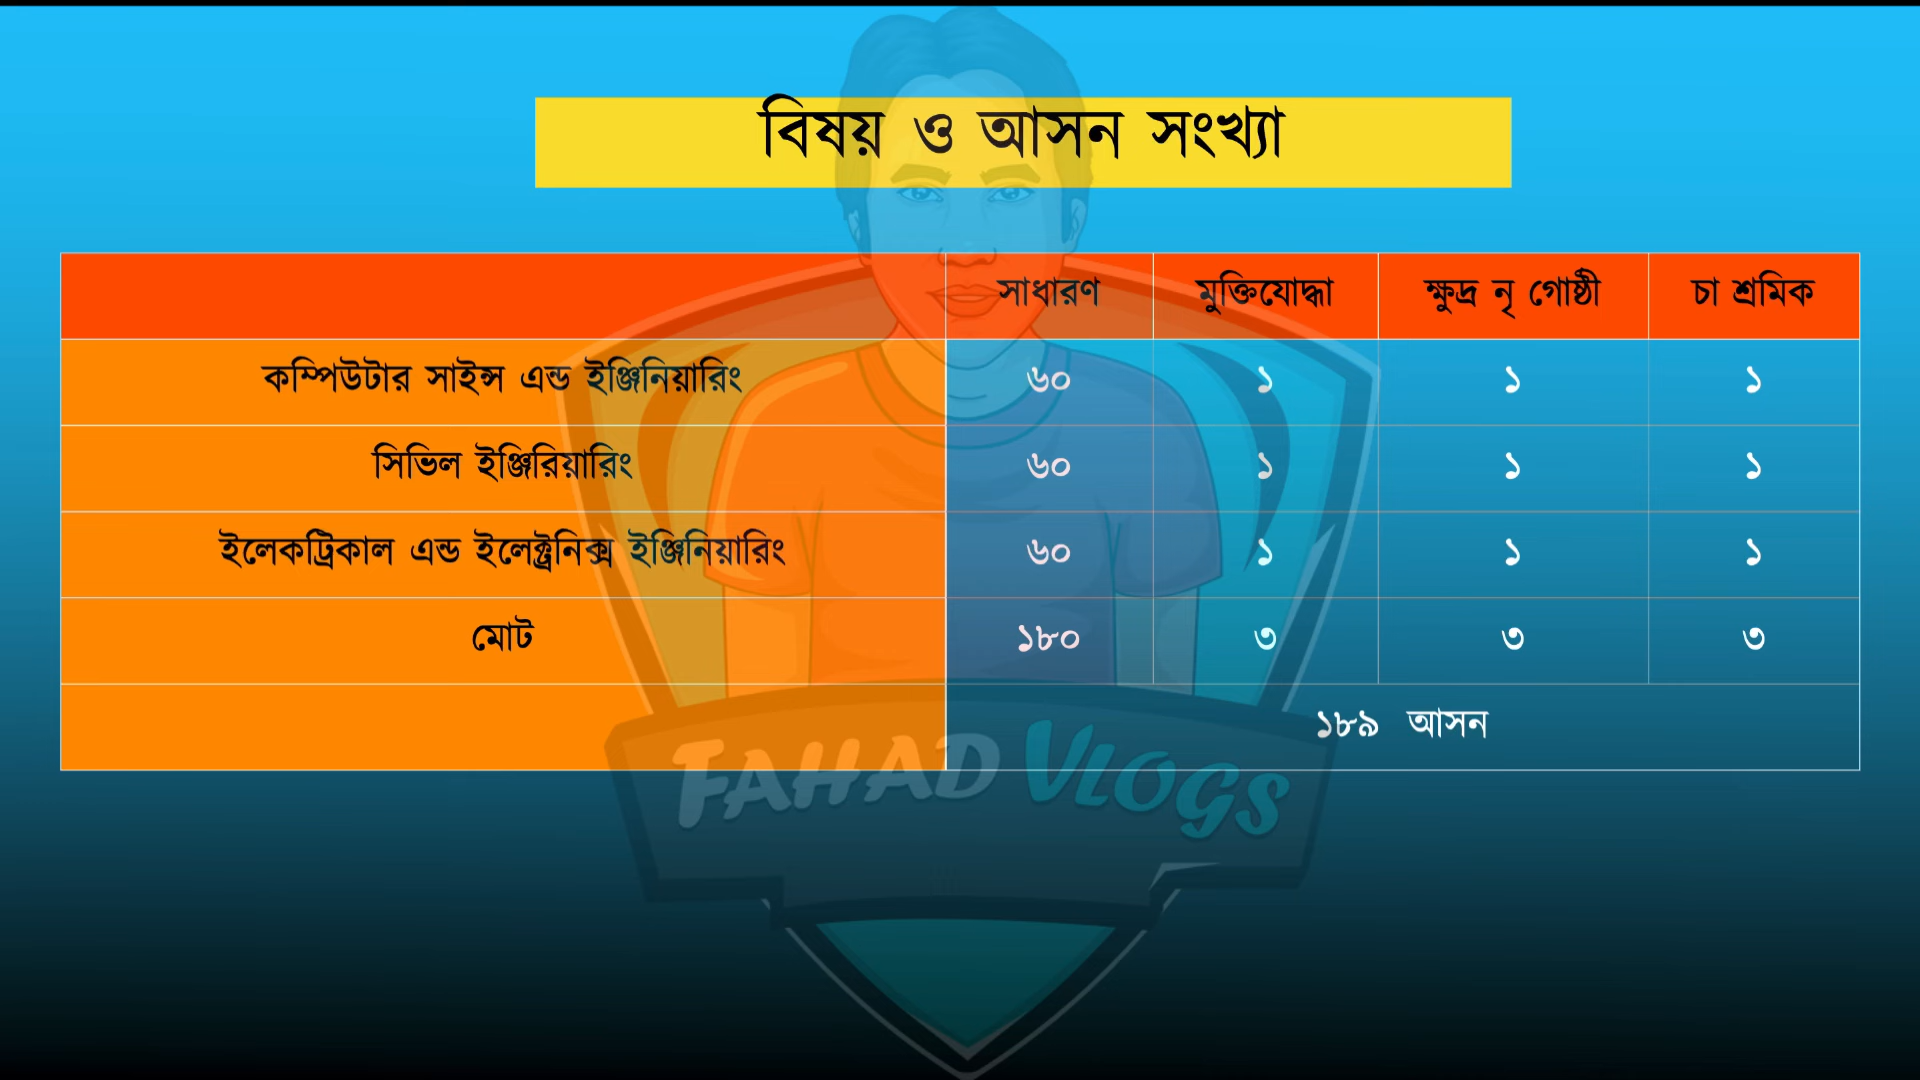 বিষয় ও আসন সংখ্যা
সাধারণ মুক্তিযোদ্ধা ক্ষুদ্র নৃ গোষ্ঠী চা শ্রমিক
কম্পিউটার সাইন্স এন্ড ইঞ্জিনিয়ারিং ৬০ ১ ১ ১
সিভিল ইঞ্জিরিয়ারিং ৬০ ১ ১ ১
ইলেকট্রিকাল এন্ড ইলেক্ট্রনিক্স ইঞ্জিনিয়ারিং ৬০ ১ ১ ১
মোট ১৮০ ৩ ৩ ৩
১৮৯ আসন
FAHAD VLOGS